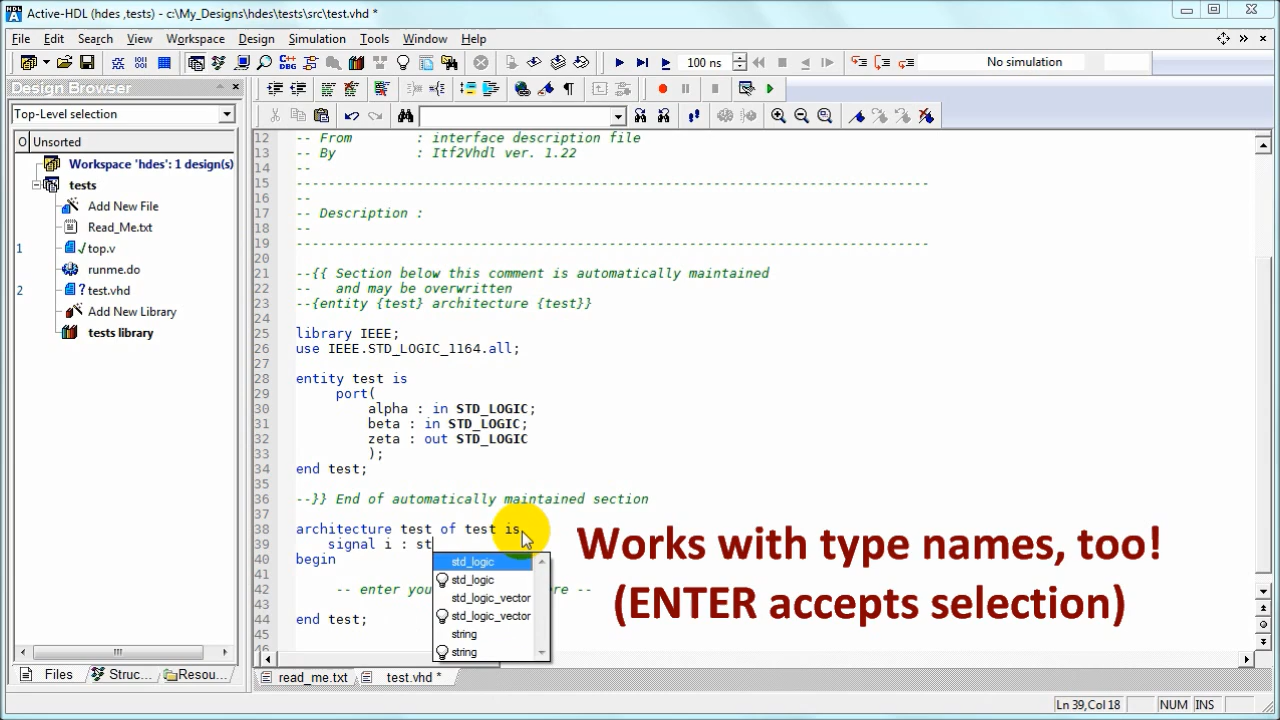 Active-HDL (hdes ,tests) - c:\My_Designs\hdes\tests\src\test.vhd *
File Edit Search View Workspace Design Simulation Tools Window Help
100 ns No simulation
Design Browser
Top-Level selection
O Unsorted
Workspace 'hdes': 1 design(s)
tests
Add New File
Read_Me.txt
1 top.v
runme.do
2 ? test.vhd
Add New Library
tests library
Files Struc... Resou...
12 -- From : interface description file
13 -- By : Itf2Vhdl ver. 1.22
14 --
15 -------------------------------------------------------------------------------
16 --
17 -- Description :
18 --
19 -------------------------------------------------------------------------------
20
21 --{{ Section below this comment is automatically maintained
22 -- and may be overwritten
23 --{entity {test} architecture {test}}
24
25 library IEEE;
26 use IEEE.STD_LOGIC_1164.all;
27
28 entity test is
29 port(
30 alpha : in STD_LOGIC;
31 beta : in STD_LOGIC;
32 zeta : out STD_LOGIC
33 );
34 end test;
35
36 --}} End of automatically maintained section
37
38 architecture test of test is
39 signal i : st
40 begin
41
42 -- enter you re --
43
44 end test;
45
46
std_logic
std_logic
std_logic_vector
std_logic_vector
string
string
Works with type names, too!
(ENTER accepts selection)
read_me.txt test.vhd *
Ln 39,Col 18 NUM INS